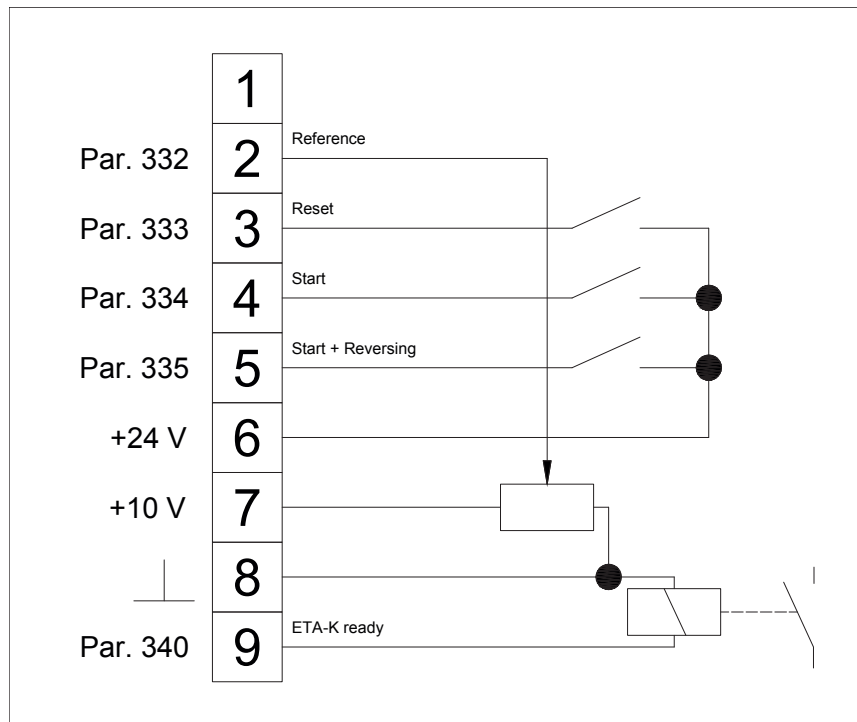 1
Par. 332 2 Reference
Par. 333 3 Reset
Par. 334 4 Start
Par. 335 5 Start + Reversing
+24 V 6
+10 V 7
8
Par. 340 9 ETA-K ready